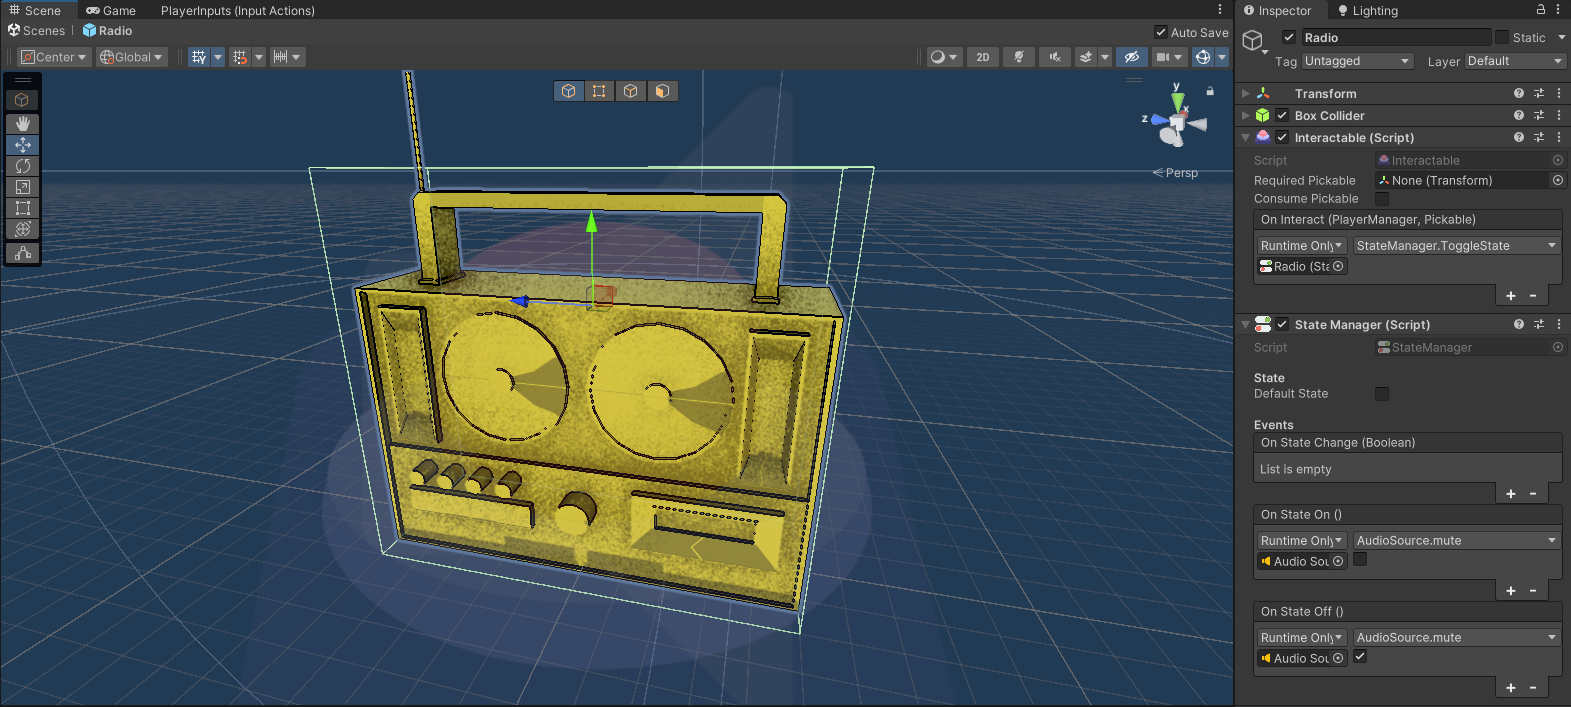 Scene
Game
PlayerInputs (Input Actions)
Scenes
Radio
Auto Save
Center
Global
2D
y
x
z
Persp
Inspector
Lighting
Radio
Static
Tag
Untagged
Layer
Default
Transform
Box Collider
Interactable (Script)
Script
Interactable
Required Pickable
None (Transform)
Consume Pickable
On Interact (PlayerManager, Pickable)
Runtime Only
StateManager.ToggleState
Radio (Sta
State Manager (Script)
Script
StateManager
State
Default State
Events
On State Change (Boolean)
List is empty
On State On ()
Runtime Only
AudioSource.mute
Audio Sou
On State Off ()
Runtime Only
AudioSource.mute
Audio Sou